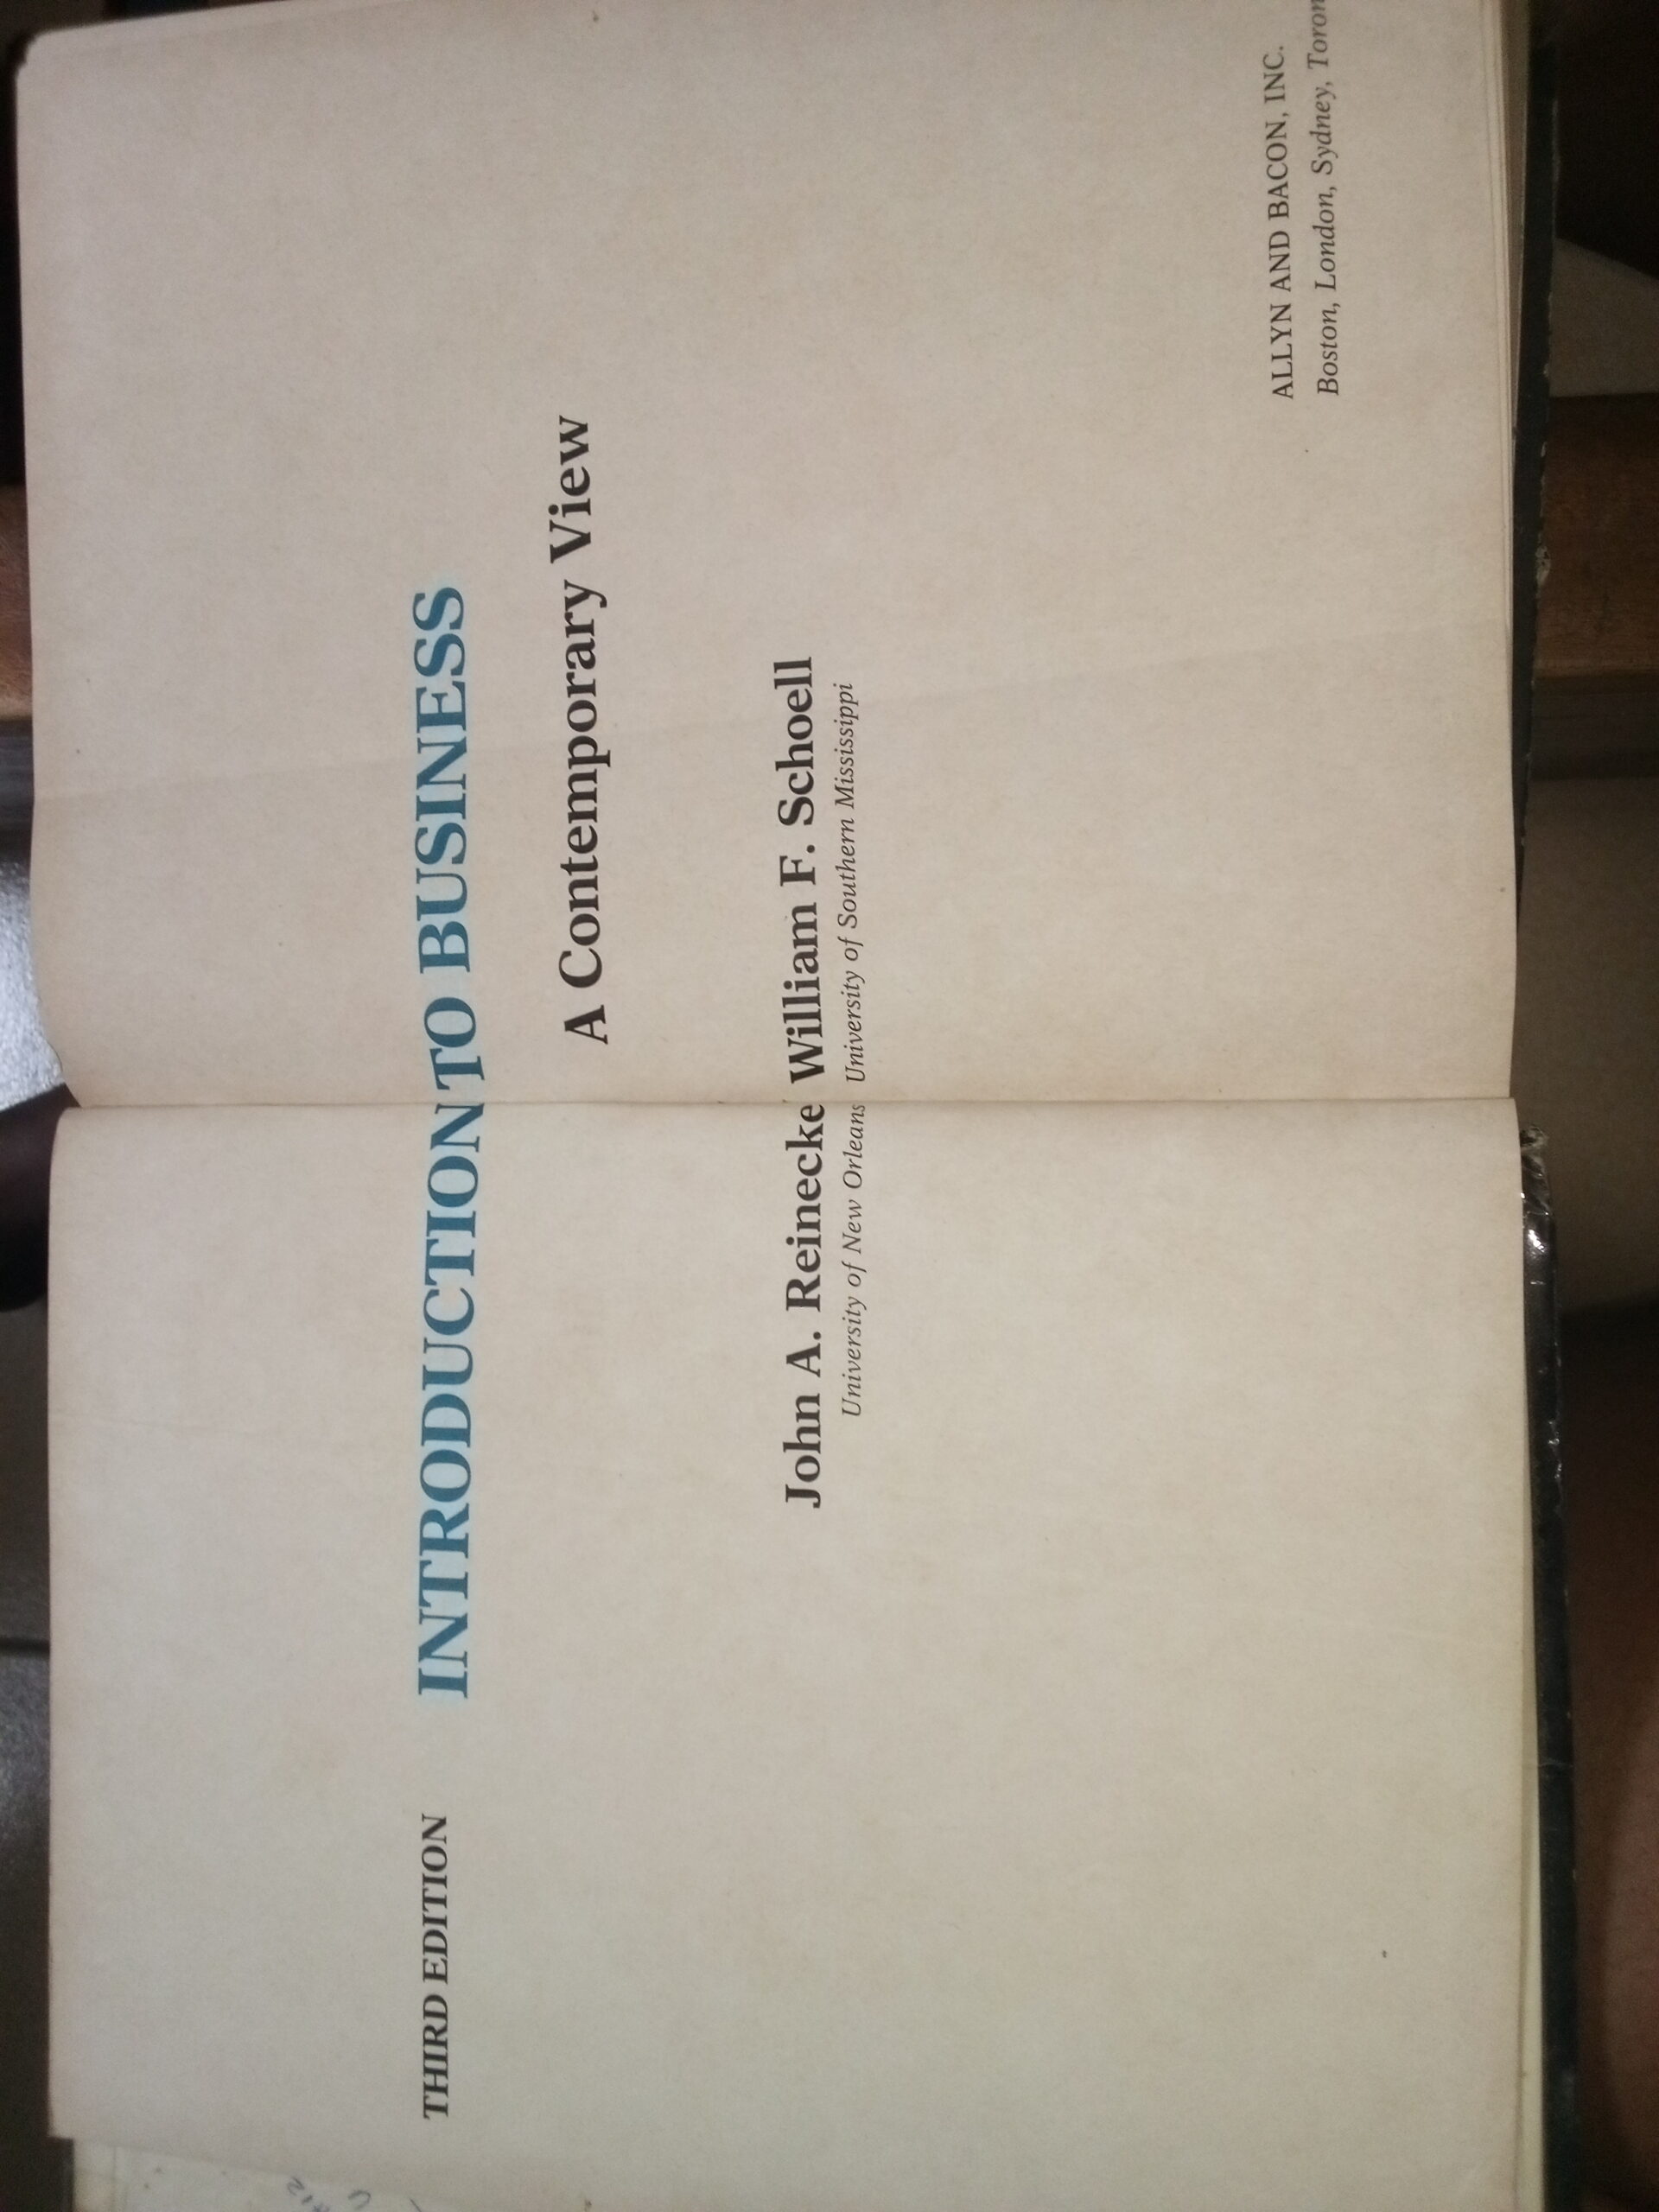 THIRD EDITION INTRODUCTION TO BUSINESS
A Contemporary View
John A. Reinecke William F. Schoell
University of New Orleans University of Southern Mississippi
ALLYN AND BACON, INC.
Boston, London, Sydney,